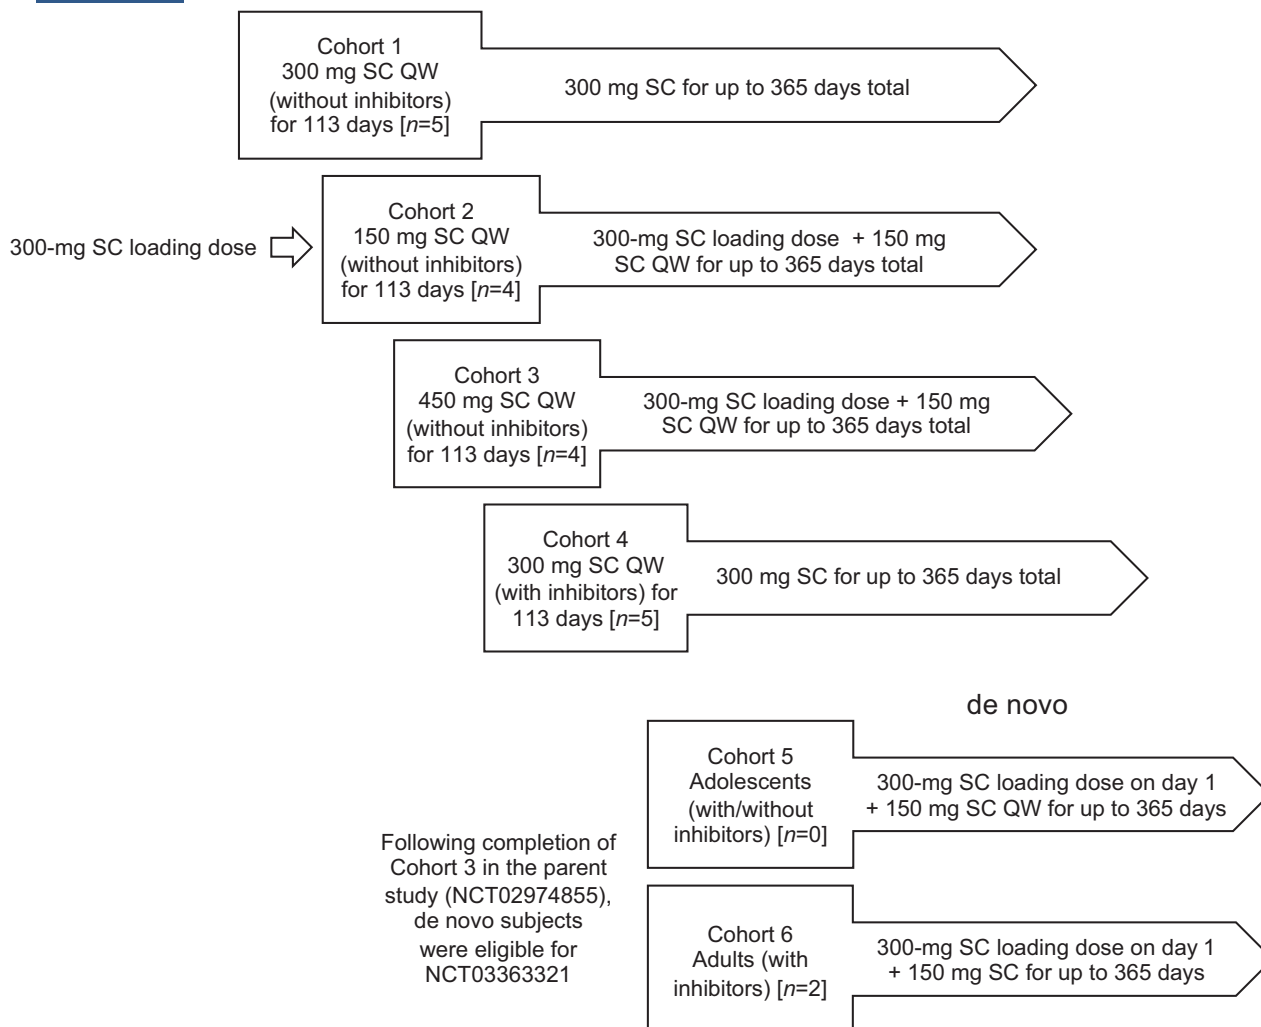 Cohort 1
300 mg SC QW
(without inhibitors)
for 113 days [n=5]
300 mg SC for up to 365 days total
300-mg SC loading dose
Cohort 2
150 mg SC QW
(without inhibitors)
for 113 days [n=4]
300-mg SC loading dose + 150 mg
SC QW for up to 365 days total
Cohort 3
450 mg SC QW
(without inhibitors)
for 113 days [n=4]
300-mg SC loading dose + 150 mg
SC QW for up to 365 days total
Cohort 4
300 mg SC QW
(with inhibitors) for
113 days [n=5]
300 mg SC for up to 365 days total
de novo
Following completion of
Cohort 3 in the parent
study (NCT02974855),
de novo subjects
were eligible for
NCT03363321
Cohort 5
Adolescents
(with/without
inhibitors) [n=0]
300-mg SC loading dose on day 1
+ 150 mg SC QW for up to 365 days
Cohort 6
Adults (with
inhibitors) [n=2]
300-mg SC loading dose on day 1
+ 150 mg SC for up to 365 days